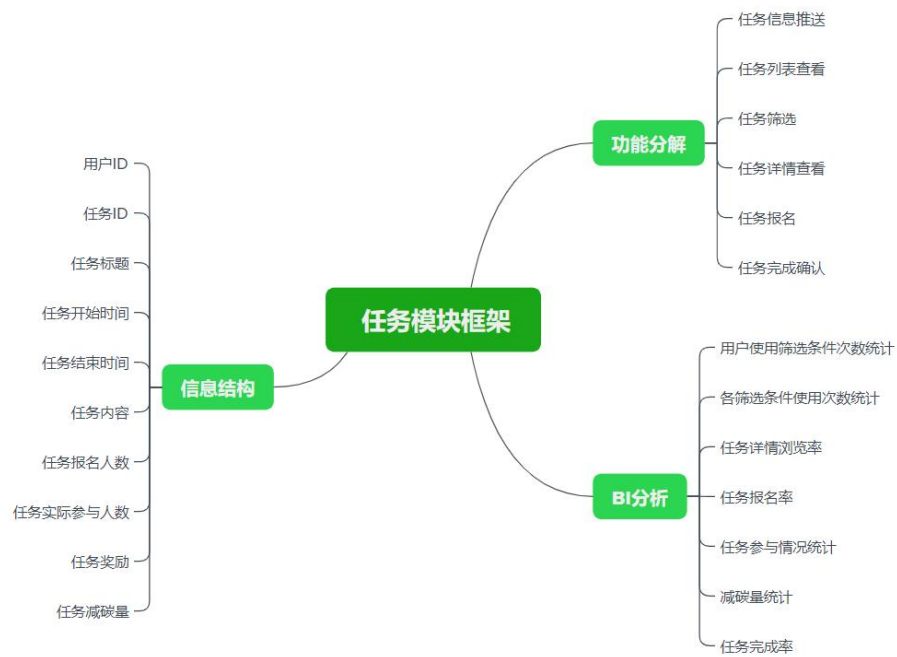 任务模块框架
功能分解
任务信息推送
任务列表查看
任务筛选
任务详情查看
任务报名
任务完成确认
BI分析
用户使用筛选条件次数统计
各筛选条件使用次数统计
任务详情浏览率
任务报名率
任务参与情况统计
减碳量统计
任务完成率
信息结构
用户ID
任务ID
任务标题
任务开始时间
任务结束时间
任务内容
任务报名人数
任务实际参与人数
任务奖励
任务减碳量